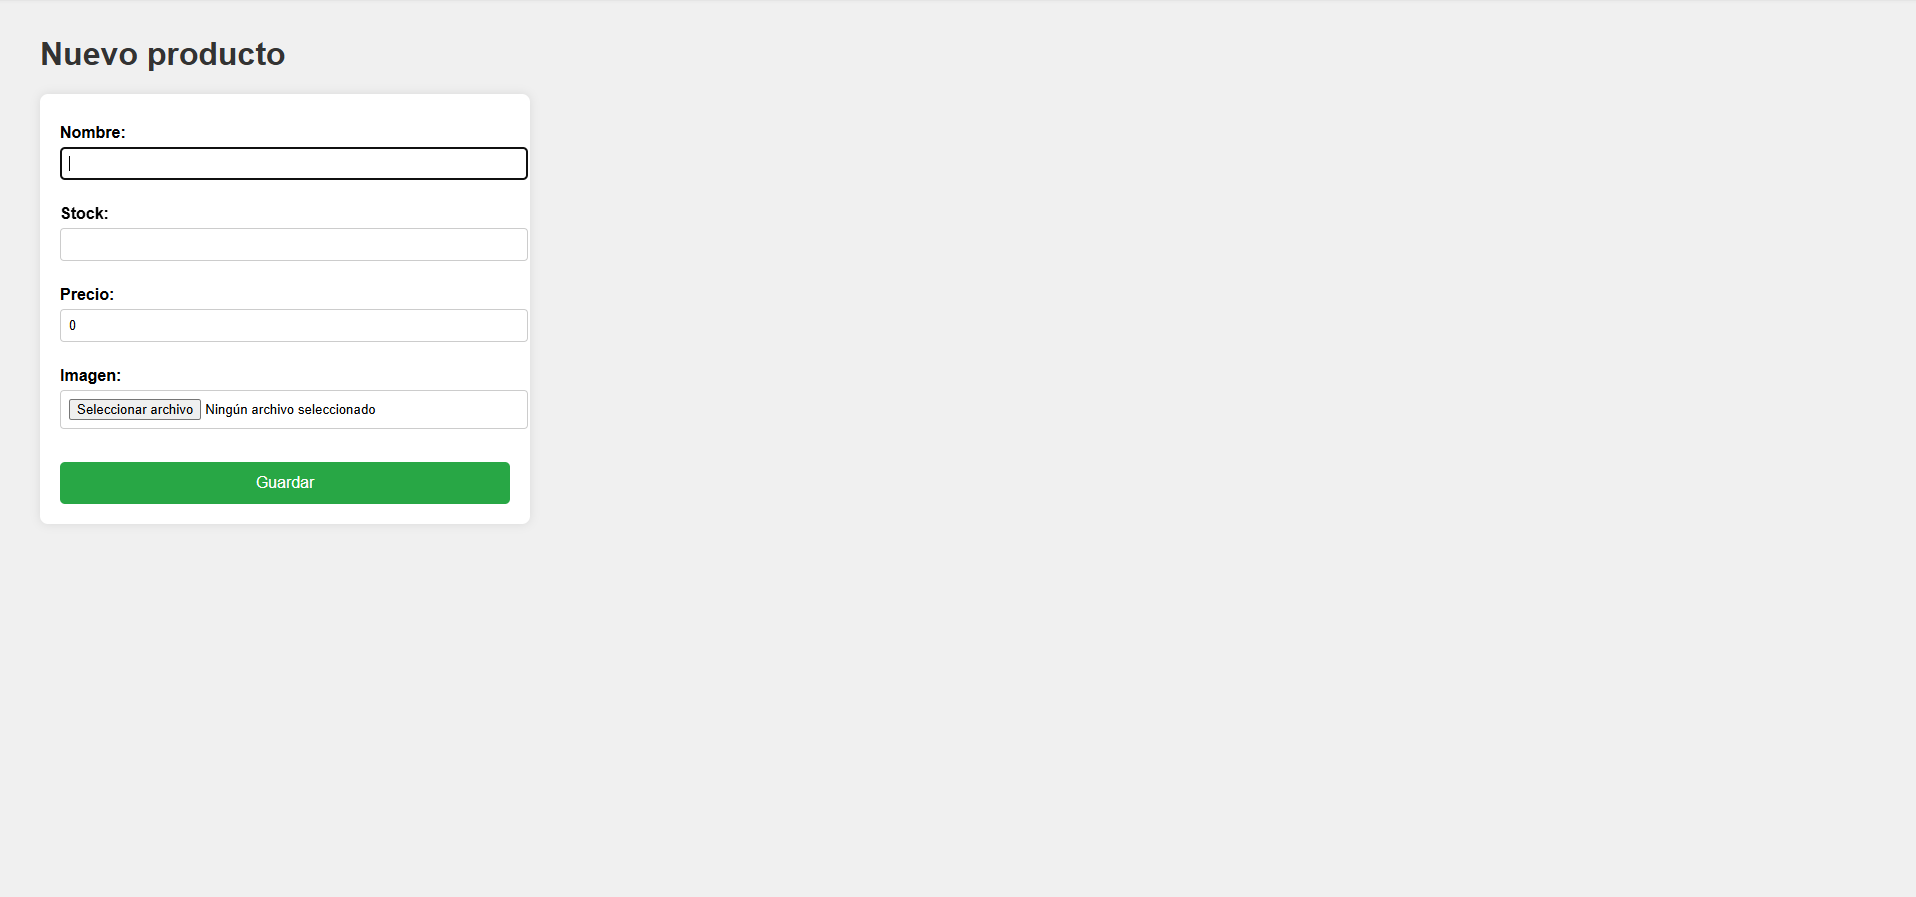 Nuevo producto
Nombre:
Stock:
Precio:
0
Imagen:
Seleccionar archivo Ningún archivo seleccionado
Guardar